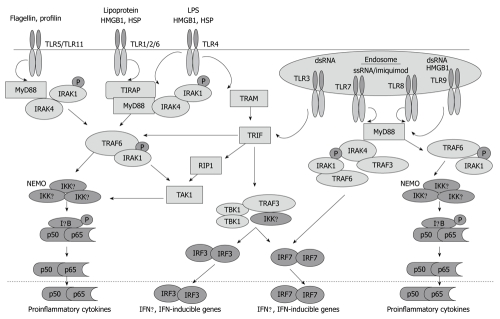 Flagellin, profilin
Lipoprotein
HMGB1, HSP
LPS
HMGB1, HSP
TLR5/TLR11
TLR1/2/6
TLR4
dsRNA
Endosome
ssRNA/imiquimod
dsRNA
HMGB1
TLR3
TLR7
TLR8
TLR9
MyD88
IRAK1
P
IRAK4
TIRAP
MyD88
IRAK4
IRAK1
P
TRAM
MyD88
TRAF6
IRAK1
P
TRIF
P
IRAK4
IRAK1
TRAF3
TRAF6
TRAF6
IRAK1
P
RIP1
TAK1
NEMO
IKK?
IKK?
IKK?
TBK1
TRAF3
TBK1
IKK?
NEMO
IKK?
IKK?
IKK?
I?B
P
p50
p65
IRF3
IRF3
IRF7
IRF7
I?B
P
p50
p65
p50
p65
p50
p65
p50
p65
IRF3
IRF3
IRF7
IRF7
p50
p65
Proinflammatory cytokines
IFN?, IFN-inducible genes
IFN?, IFN-inducible genes
Proinflammatory cytokines